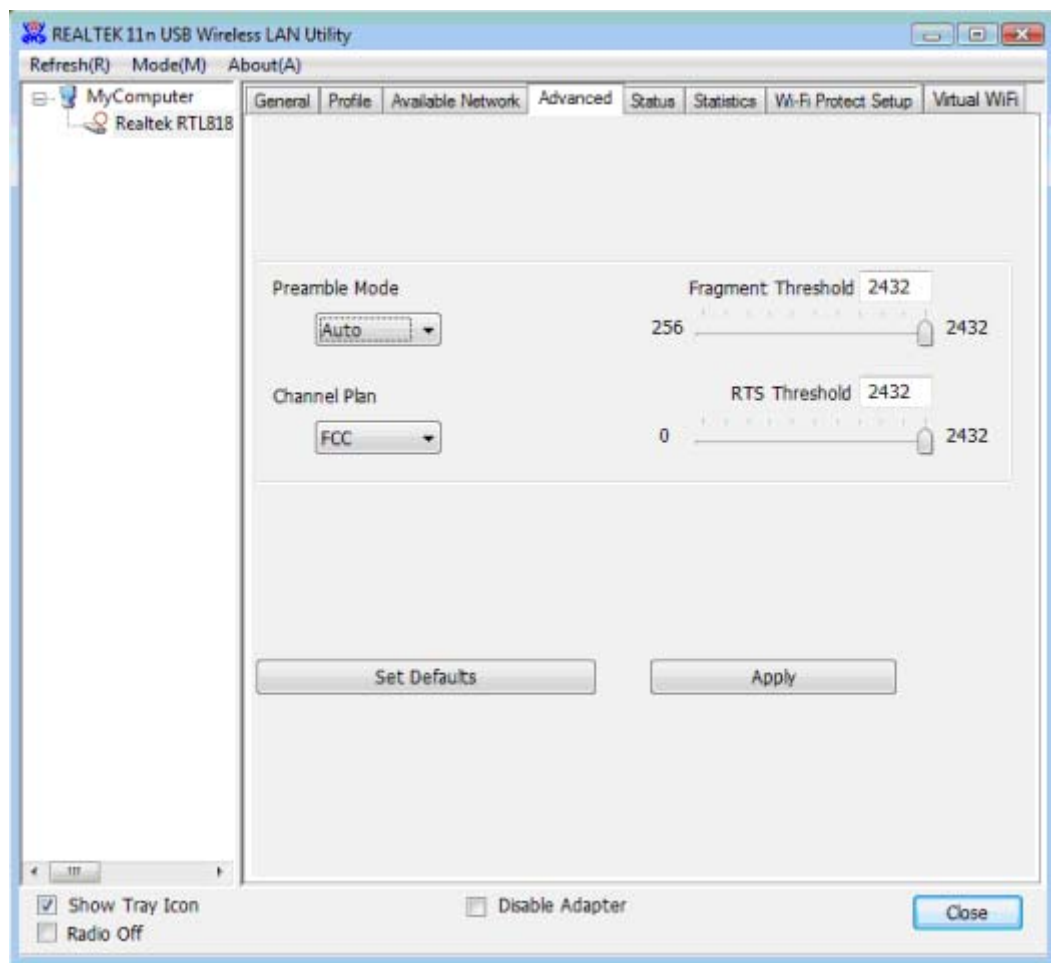 REALTEK 11n USB Wireless LAN Utility
Refresh(R) Mode(M) About(A)
MyComputer
Realtek RTL818
General Profile Available Network Advanced Status Statistics Wi-Fi Protect Setup Virtual WiFi
Preamble Mode
Auto
Fragment Threshold 2432
256 2432
Channel Plan
FCC
RTS Threshold 2432
0 2432
Set Defaults Apply
Show Tray Icon
Radio Off
Disable Adapter
Close